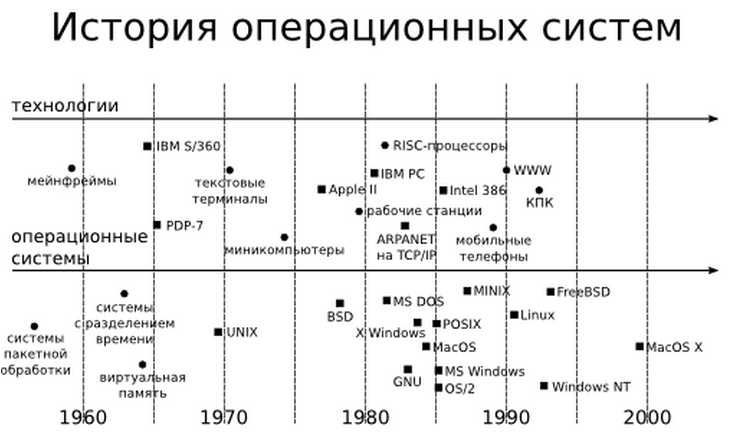 История операционных систем
технологии
IBM S/360
RISC-процессоры
мейнфреймы
текстовые
терминалы
IBM PC
WWW
Apple II
Intel 386
КПК
рабочие станции
PDP-7
ARPANET
на TCP/IP
мобильные
телефоны
миникомпьютеры
операционные
системы
MINIX
FreeBSD
системы
с разделением
времени
MS DOS
BSD
Linux
X Windows
POSIX
UNIX
системы
пакетной
обработки
MacOS
MacOS X
виртуальная
память
GNU
MS Windows
OS/2
Windows NT
1960
1970
1980
1990
2000